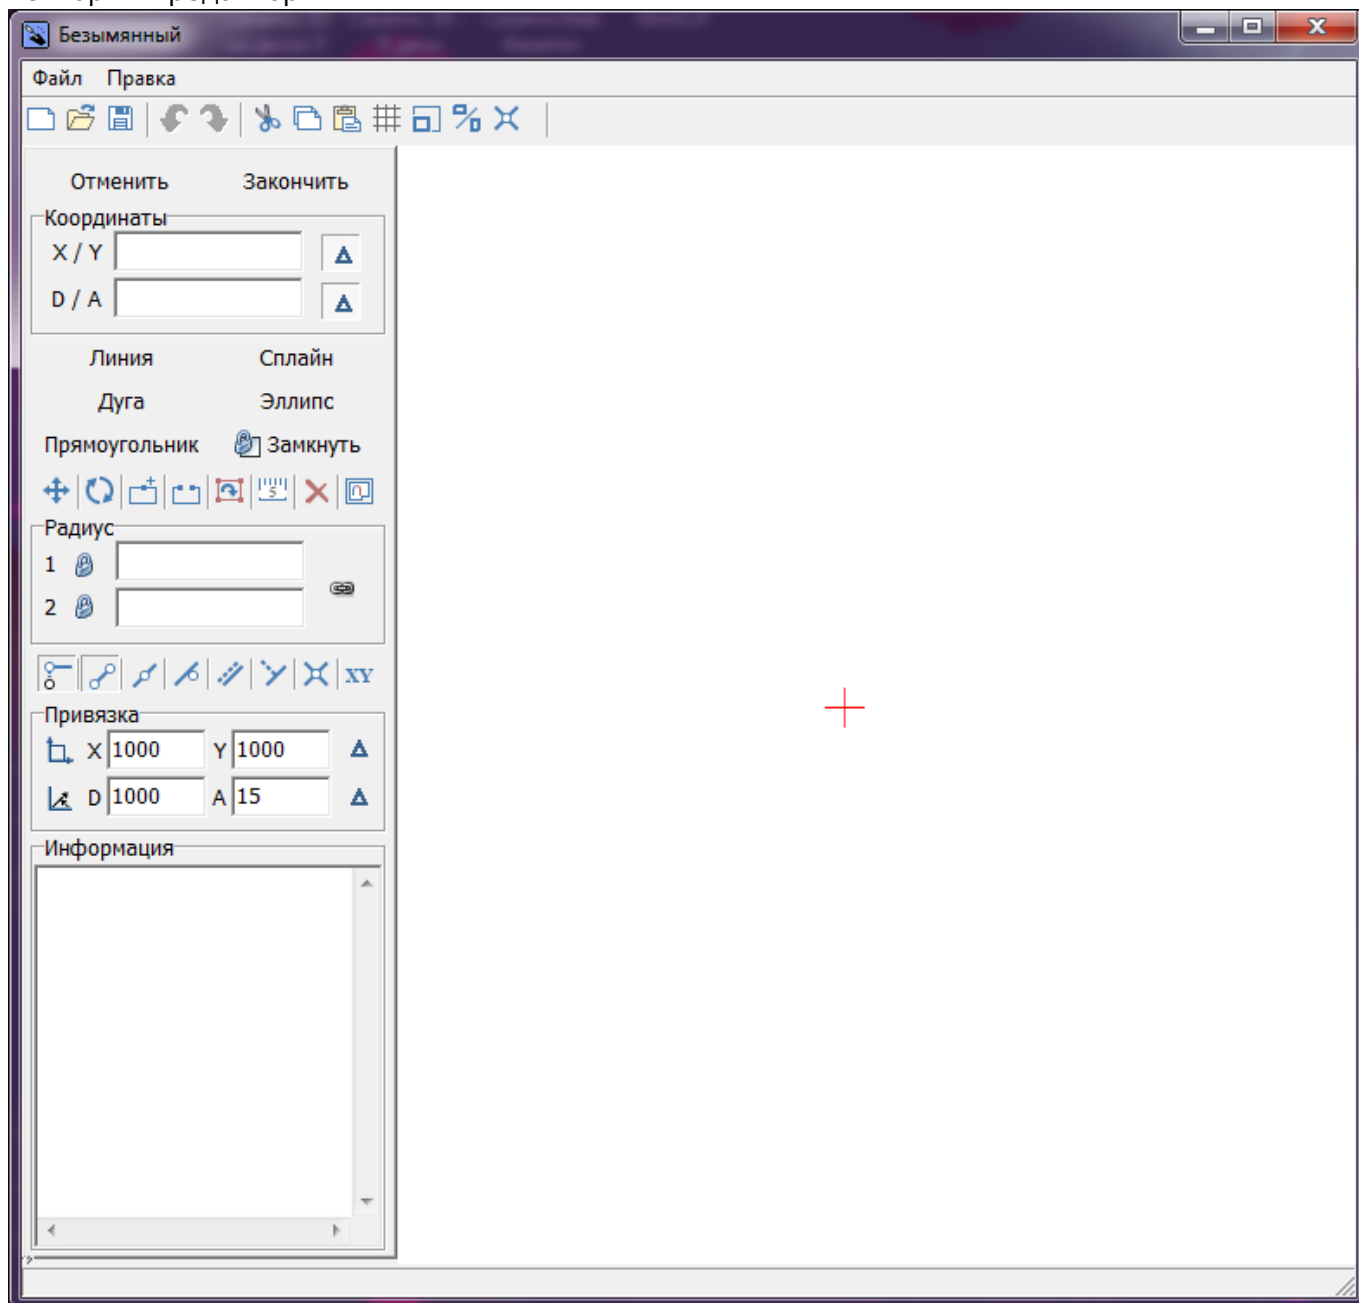 Безымянный
Файл Правка
Отменить Закончить
Координаты
X / Y
D / A
Линия Сплайн
Дуга Эллипс
Прямоугольник Замкнуть
5
Радиус
1
2
XY
Привязка
X 1000 Y 1000
D 1000 A 15
Информация